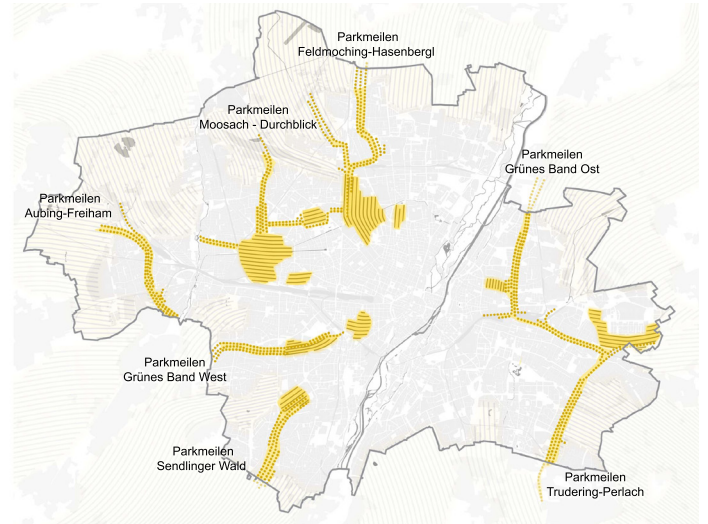 Parkmeilen
Feldmoching-Hasenbergl
Parkmeilen
Moosach - Durchblick
Parkmeilen
Grünes Band Ost
Parkmeilen
Aubing-Freiham
Parkmeilen
Grünes Band West
Parkmeilen
Sendlinger Wald
Parkmeilen
Trudering-Perlach